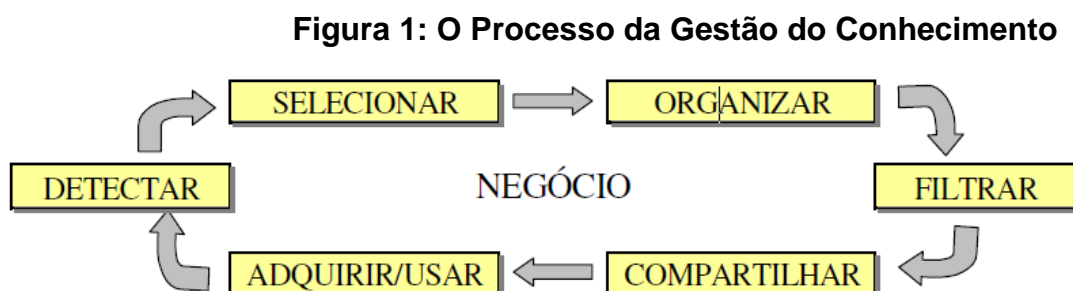 Figura 1: O Processo da Gestão do Conhecimento
SELECIONAR
ORGANIZAR
DETECTAR
NEGÓCIO
FILTRAR
ADQUIRIR/USAR
COMPARTILHAR